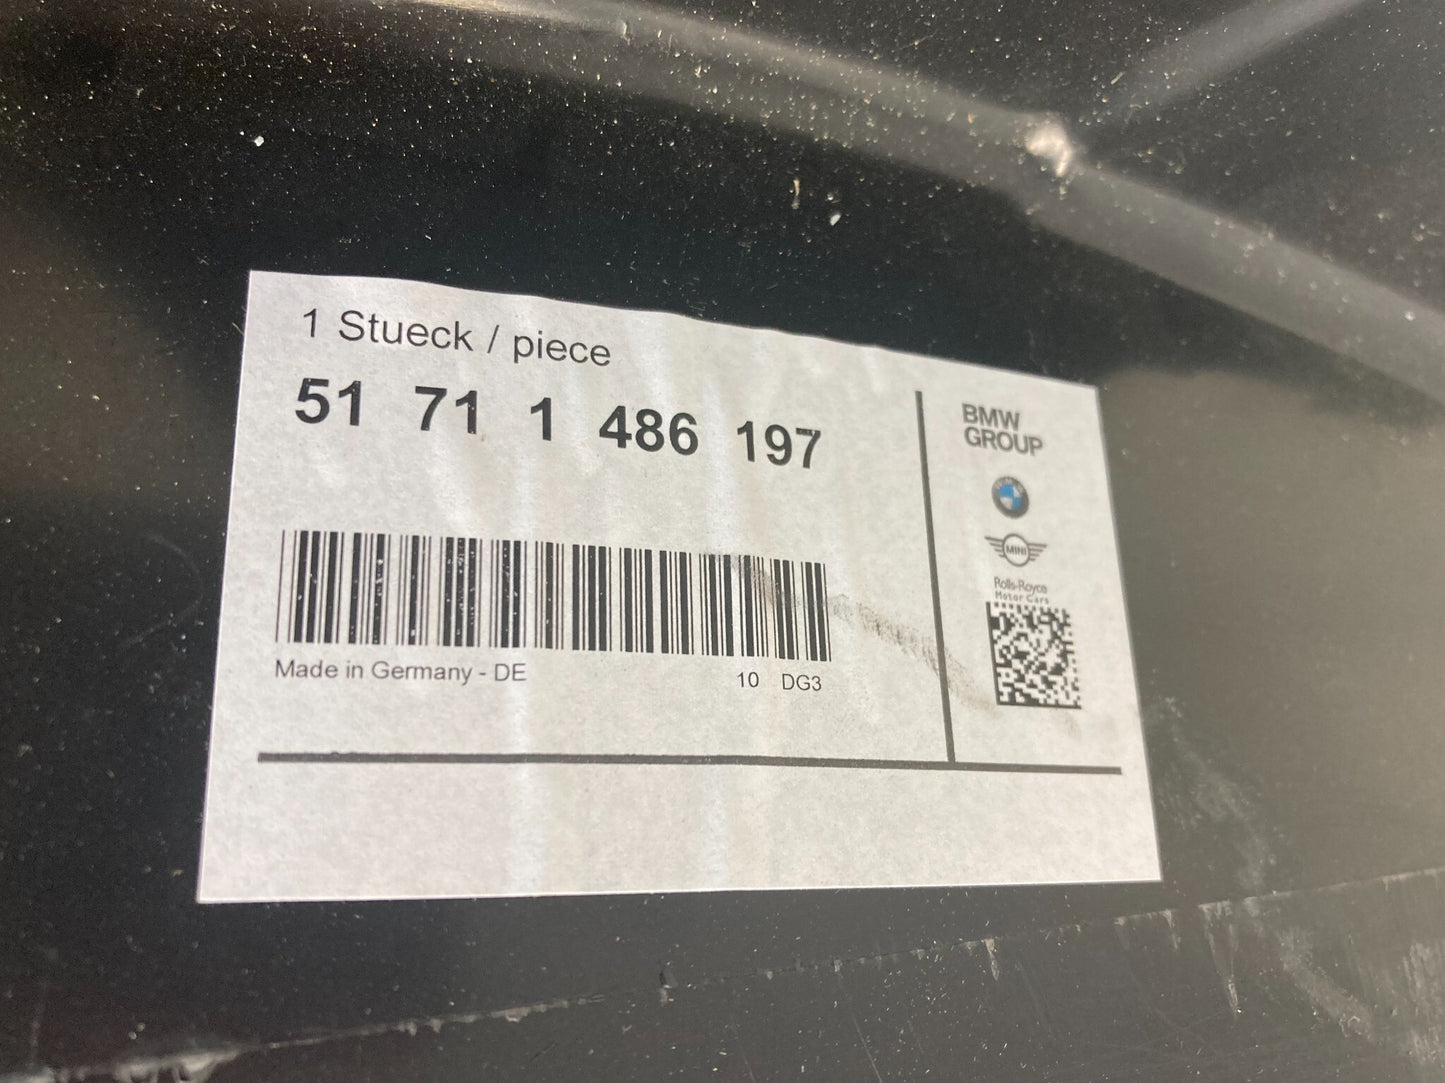 1 Stueck / piece
51 71 1 486 197
Made in Germany - DE
10 DG3
BMW
GROUP
MINI
Rolls-Royce
Motor Cars